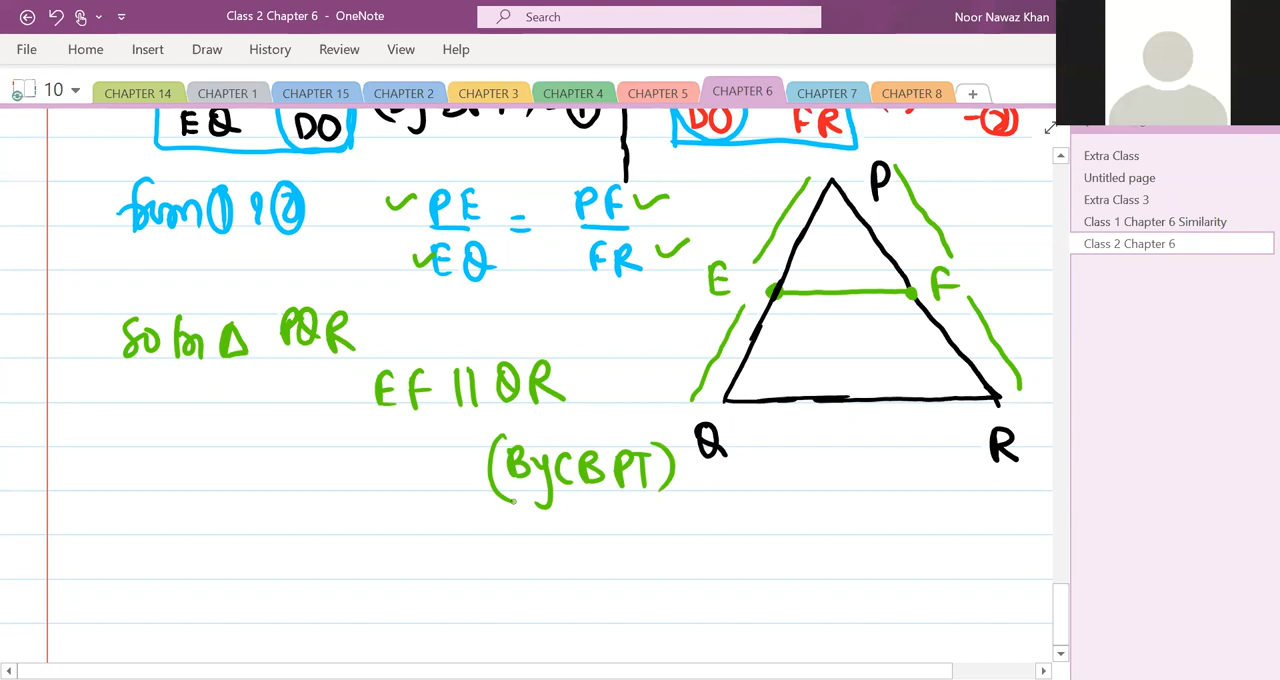 Class 2 Chapter 6 - OneNote
Search
Noor Nawaz Khan
File Home Insert Draw History Review View Help
10 CHAPTER 14 CHAPTER 1 CHAPTER 15 CHAPTER 2 CHAPTER 3 CHAPTER 4 CHAPTER 5 CHAPTER 6 CHAPTER 7 CHAPTER 8 +
Extra Class
Untitled page
Extra Class 3
Class 1 Chapter 6 Similarity
Class 2 Chapter 6
EQ DO - ①
DO FR - ②
from ① & ② PE/EQ = PF/FR
So In Δ PQR
EF || QR
(By CBPT)
P
E F
Q R